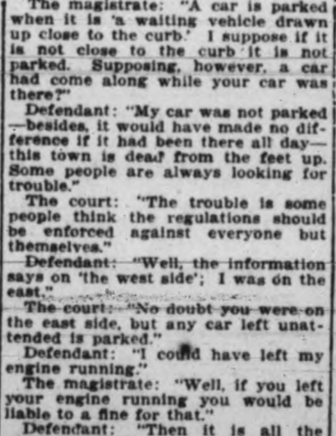 The magistrate: "A car is parked
when it is 'a waiting vehicle drawn
up close to the curb.' I suppose if it
is not close to the curb it is not
parked. Supposing, however, a car
had come along while your car was
there?"
Defendant: "My car was not parked
—besides, it would have made no dif-
ference if it had been there all day—
this town is dead from the feet up.
Some people are always looking for
trouble."
The court: "The trouble is some
people think the regulations should
be enforced against everyone but
themselves."
Defendant: "Well, the information
says on 'the west side'; I was on the
east."
The court: "No doubt you were on
the east side, but any car left unat-
tended is parked."
Defendant: "I could have left my
engine running."
The magistrate: "Well, if you left
your engine running you would be
liable to a fine for that."
Defendant: "Then it is all the